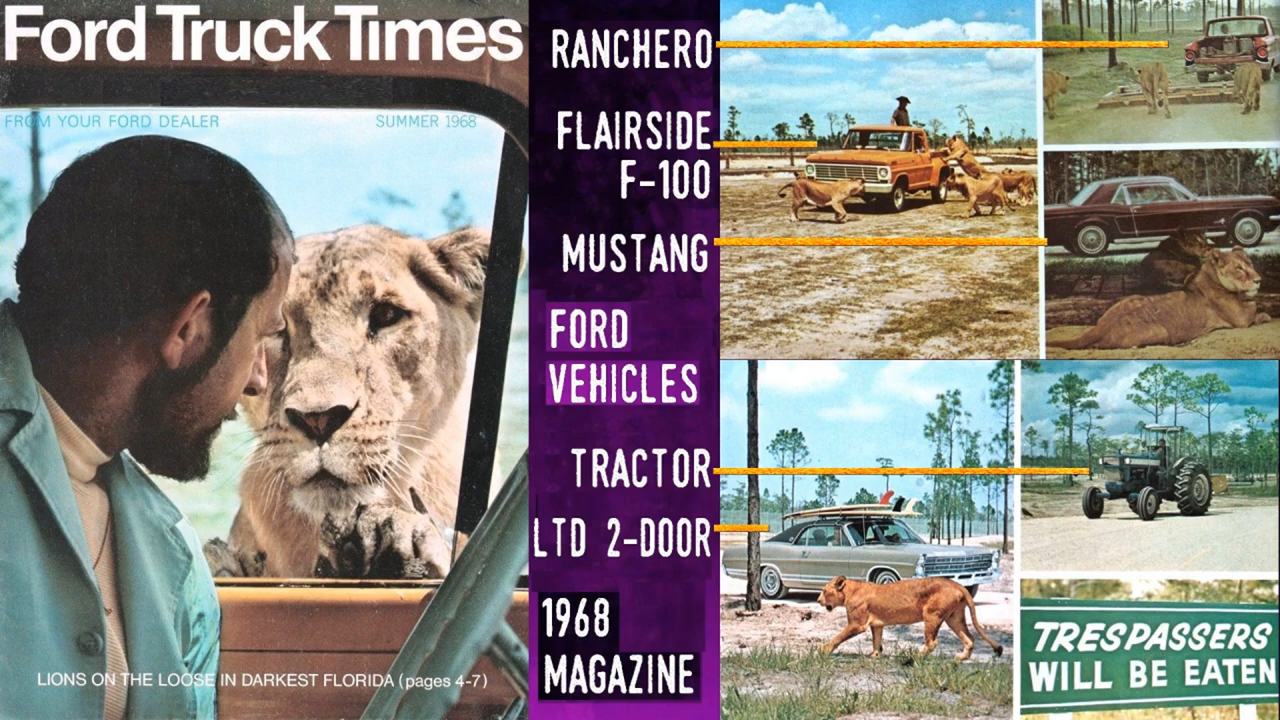 Ford Truck Times
FROM YOUR FORD DEALER
SUMMER 1968
LIONS ON THE LOOSE IN DARKEST FLORIDA (pages 4-7)
RANCHERO
FLAIRSIDE
F-100
MUSTANG
FORD
VEHICLES
TRACTOR
LTD 2-DOOR
1968
MAGAZINE
TRESPASSERS
WILL BE EATEN